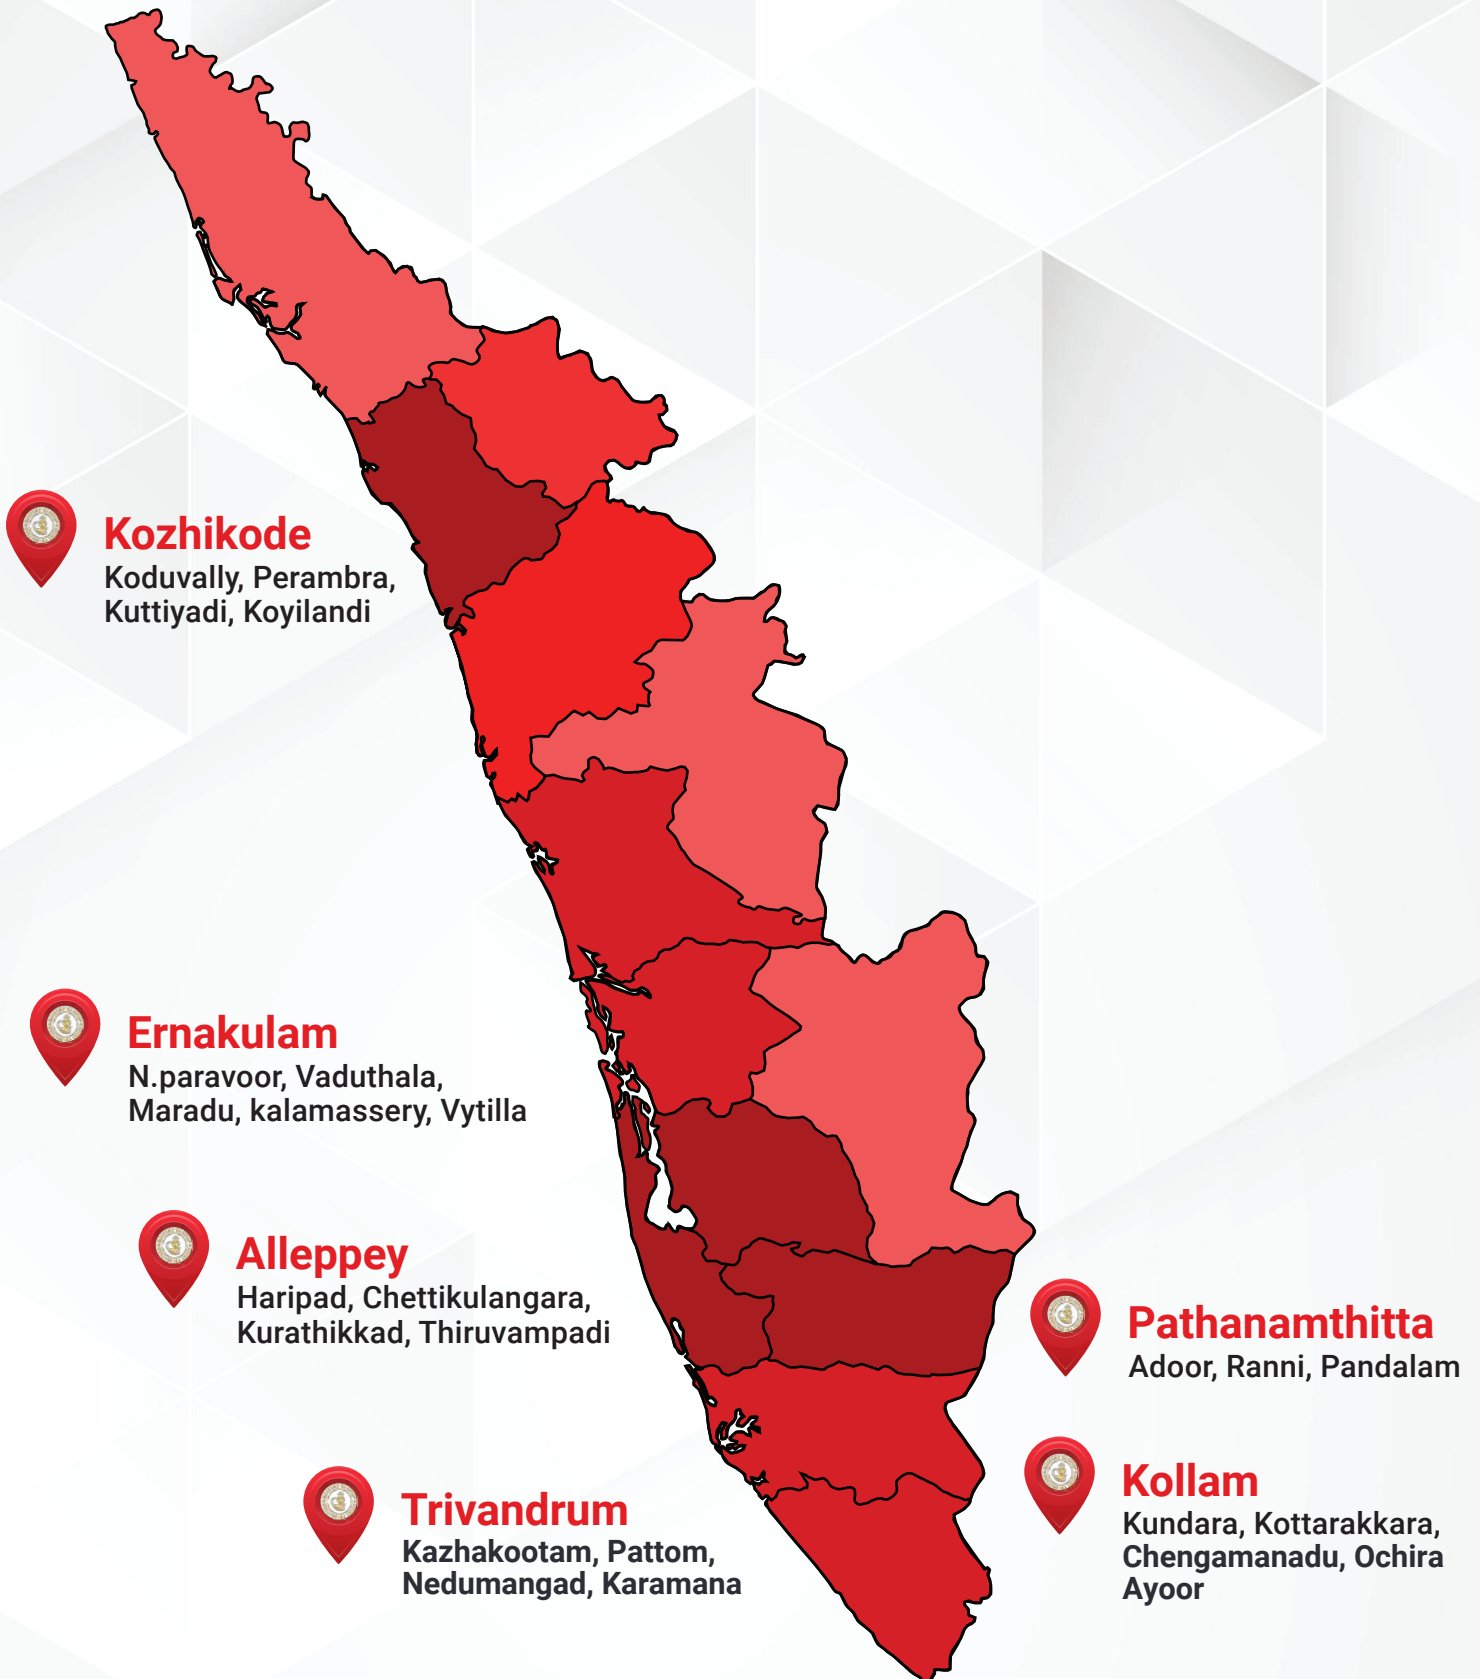 Kozhikode
Koduvally, Perambra,
Kuttiyadi, Koyilandi
Ernakulam
N.paravoor, Vaduthala,
Maradu, kalamassery, Vytilla
Alleppey
Haripad, Chettikulangara,
Kurathikkad, Thiruvampadi
Pathanamthitta
Adoor, Ranni, Pandalam
Trivandrum
Kazhakootam, Pattom,
Nedumangad, Karamana
Kollam
Kundara, Kottarakkara,
Chengamanadu, Ochira
Ayoor